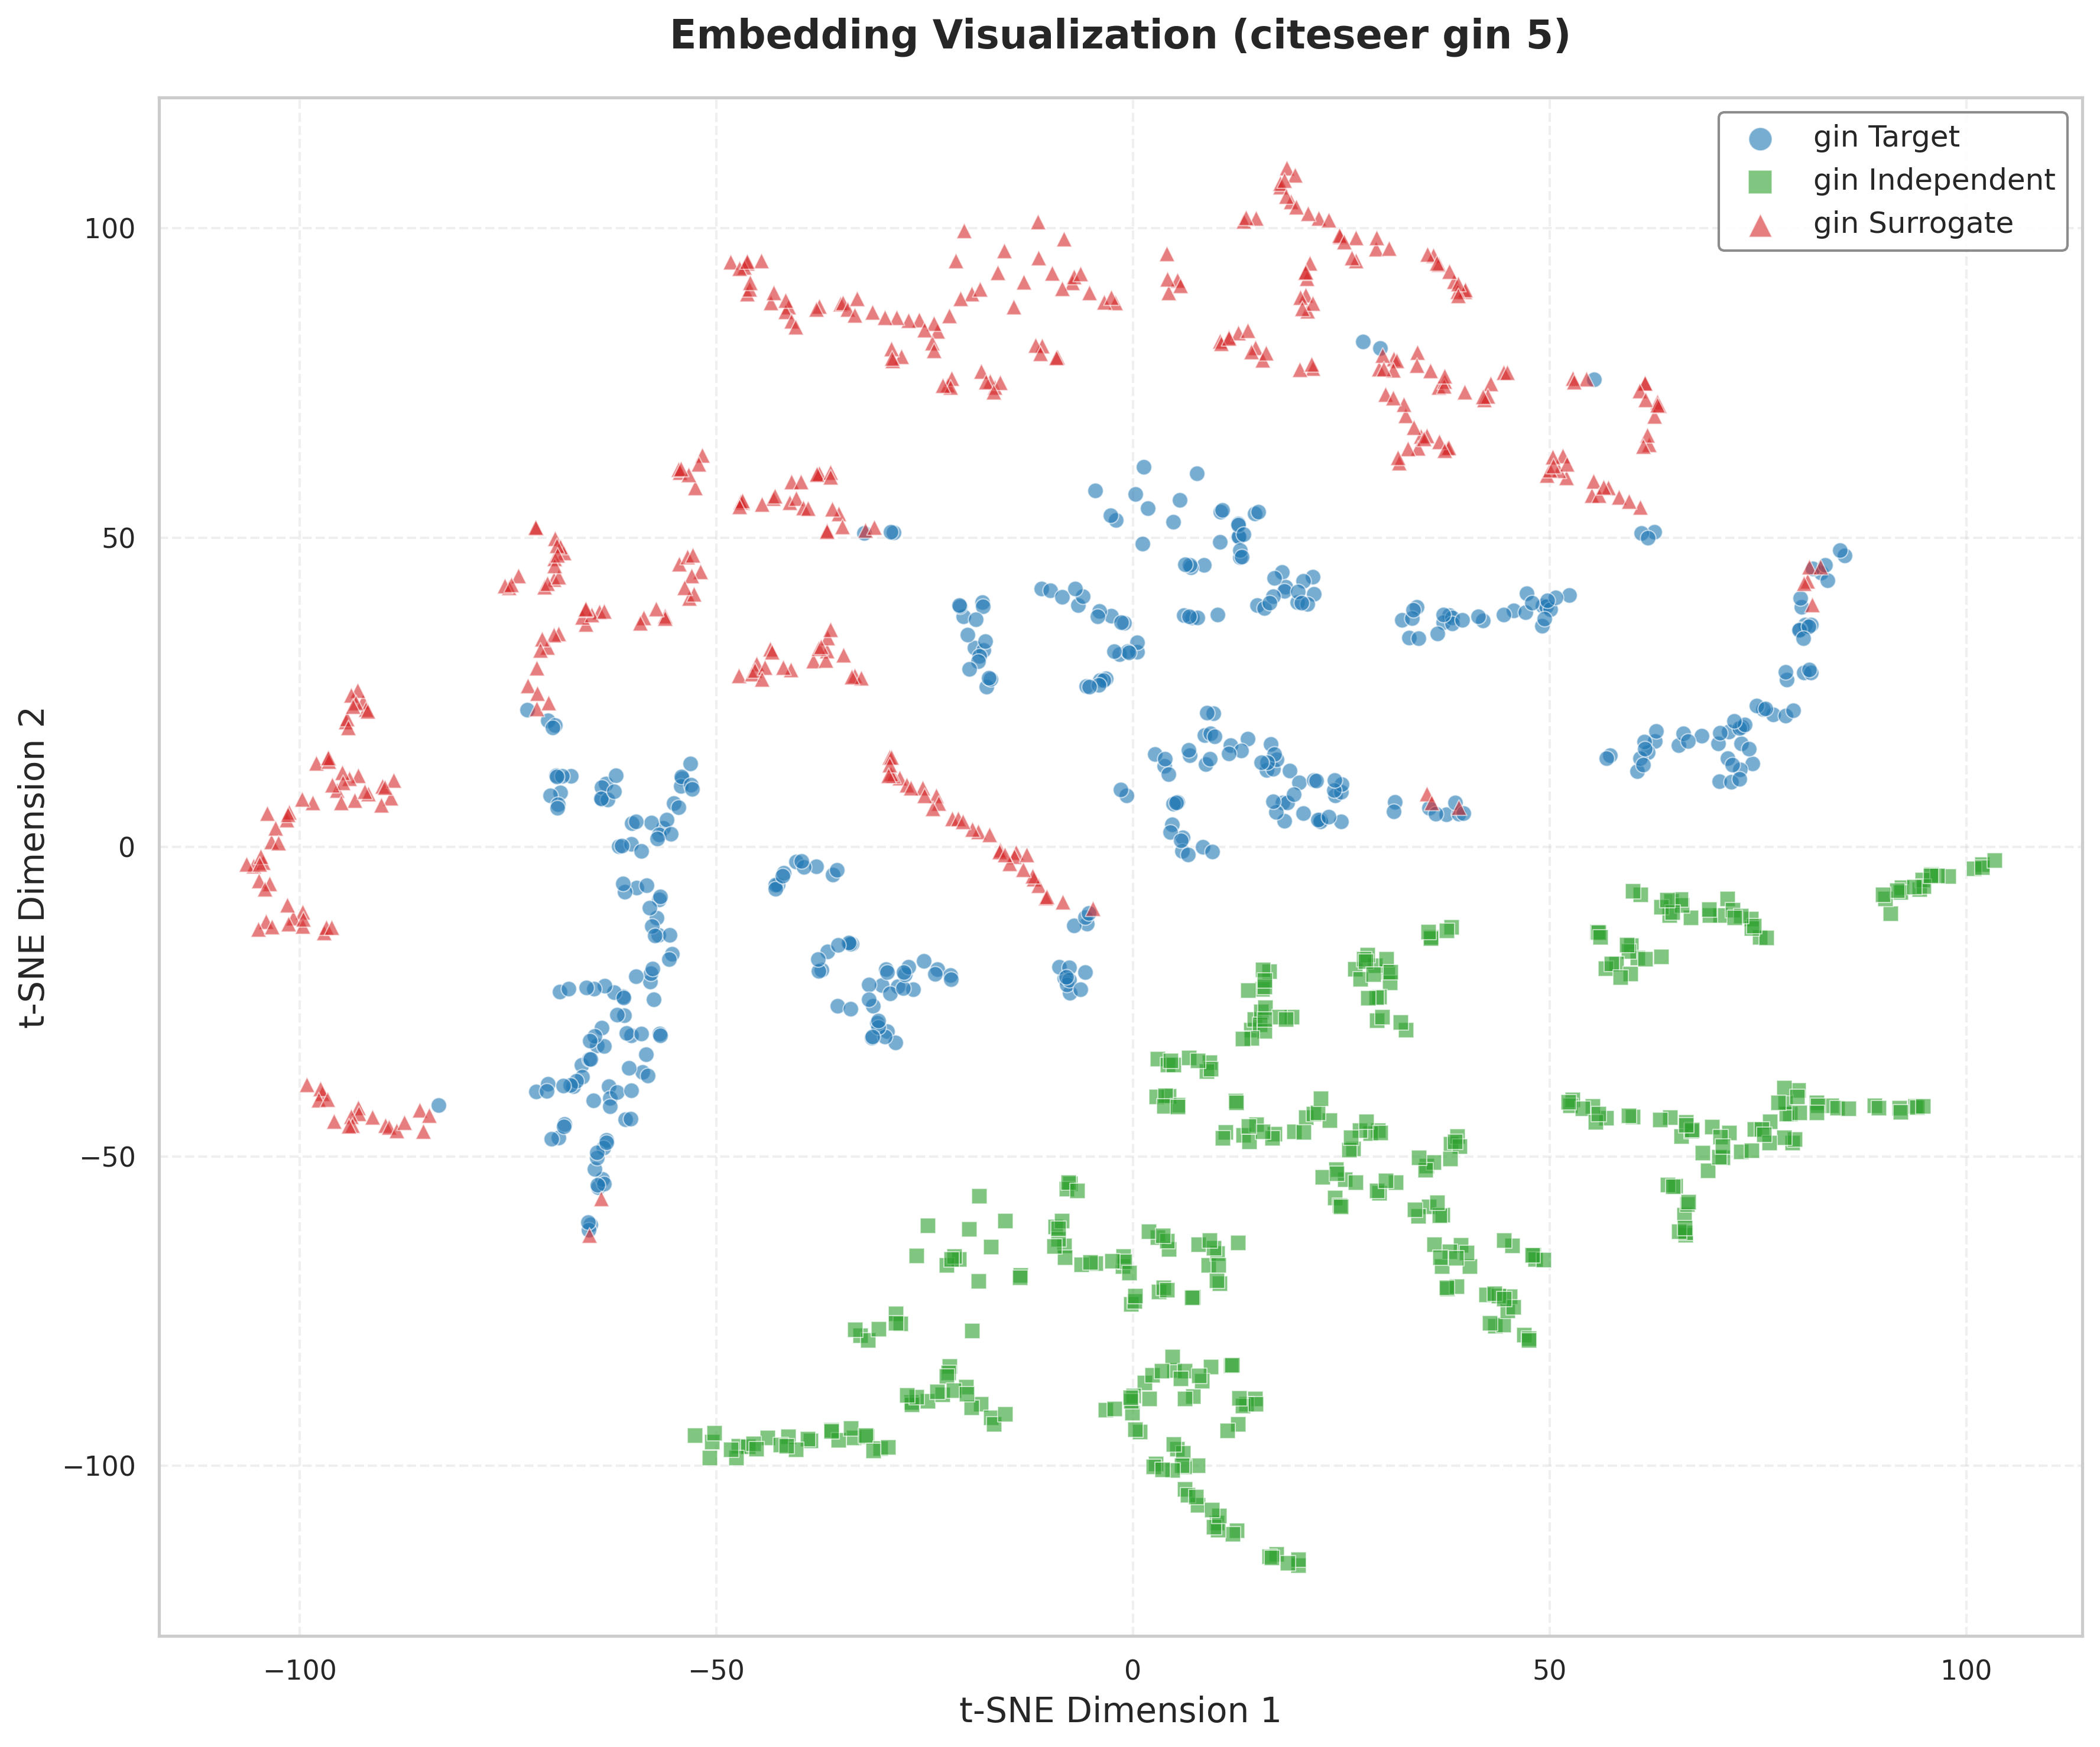 Embedding Visualization (citeseer gin 5)
gin Target
gin Independent
gin Surrogate
100
50
0
−50
−100
t-SNE Dimension 2
−100
−50
0
50
100
t-SNE Dimension 1